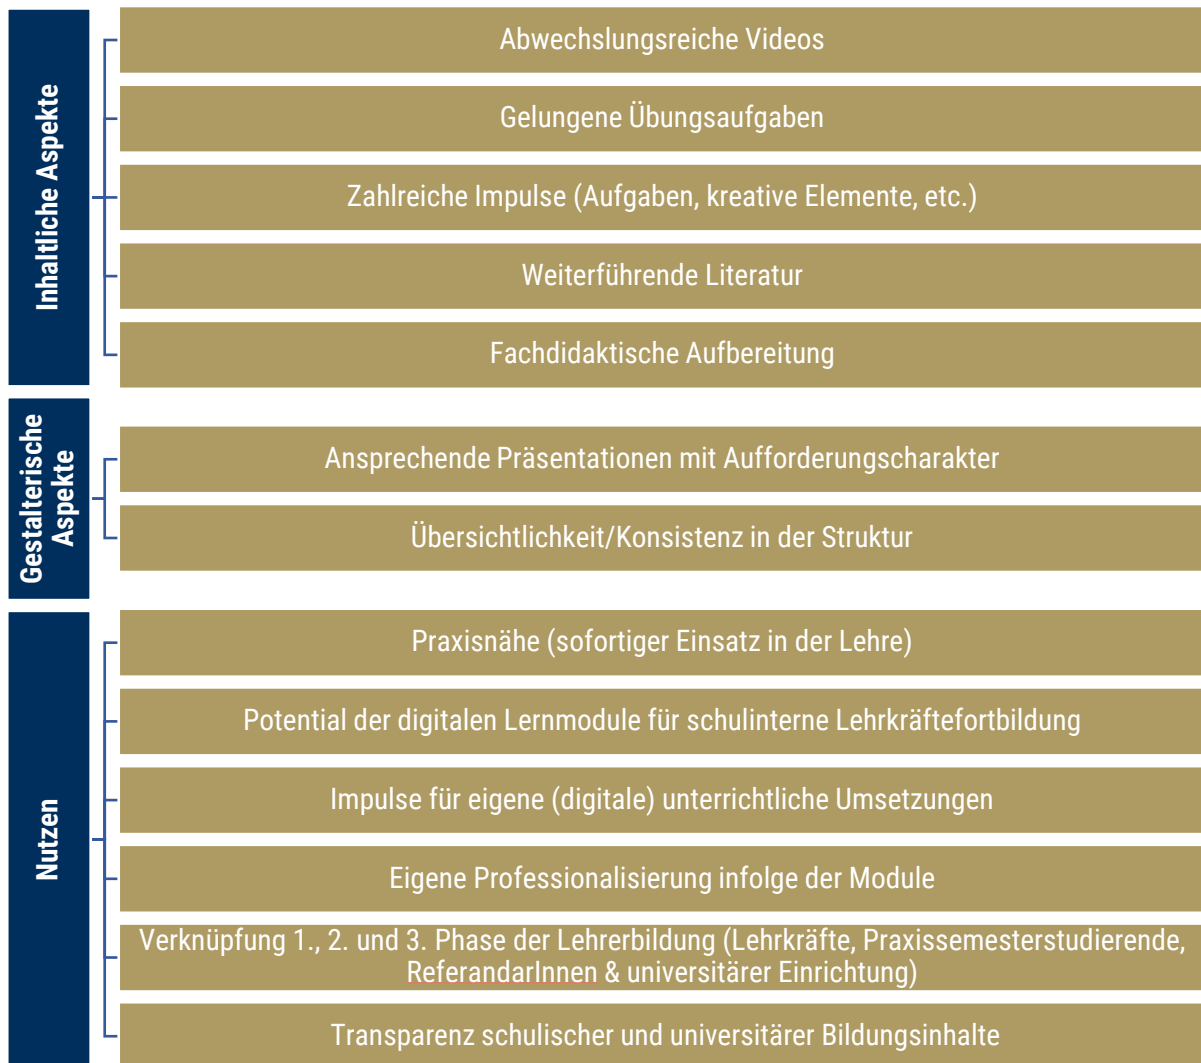 Inhaltliche Aspekte
Abwechslungsreiche Videos
Gelungene Übungsaufgaben
Zahlreiche Impulse (Aufgaben, kreative Elemente, etc.)
Weiterführende Literatur
Fachdidaktische Aufbereitung
Gestalterische
Aspekte
Ansprechende Präsentationen mit Aufforderungscharakter
Übersichtlichkeit/Konsistenz in der Struktur
Nutzen
Praxisnähe (sofortiger Einsatz in der Lehre)
Potential der digitalen Lernmodule für schulinterne Lehrkräftefortbildung
Impulse für eigene (digitale) unterrichtliche Umsetzungen
Eigene Professionalisierung infolge der Module
Verknüpfung 1., 2. und 3. Phase der Lehrerbildung (Lehrkräfte, Praxissemesterstudierende,
ReferandarInnen & universitärer Einrichtung)
Transparenz schulischer und universitärer Bildungsinhalte